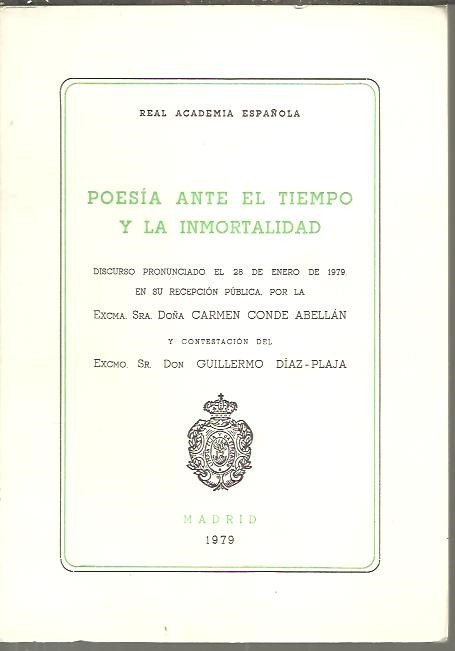 REAL ACADEMIA ESPAÑOLA
POESÍA ANTE EL TIEMPO
Y LA INMORTALIDAD
DISCURSO PRONUNCIADO EL 28 DE ENERO DE 1979
EN SU RECEPCIÓN PÚBLICA, POR LA
EXCMA. SRA. DOÑA CARMEN CONDE ABELLÁN
Y CONTESTACIÓN DEL
EXCMO. SR. DON GUILLERMO DÍAZ-PLAJA
MADRID
1979